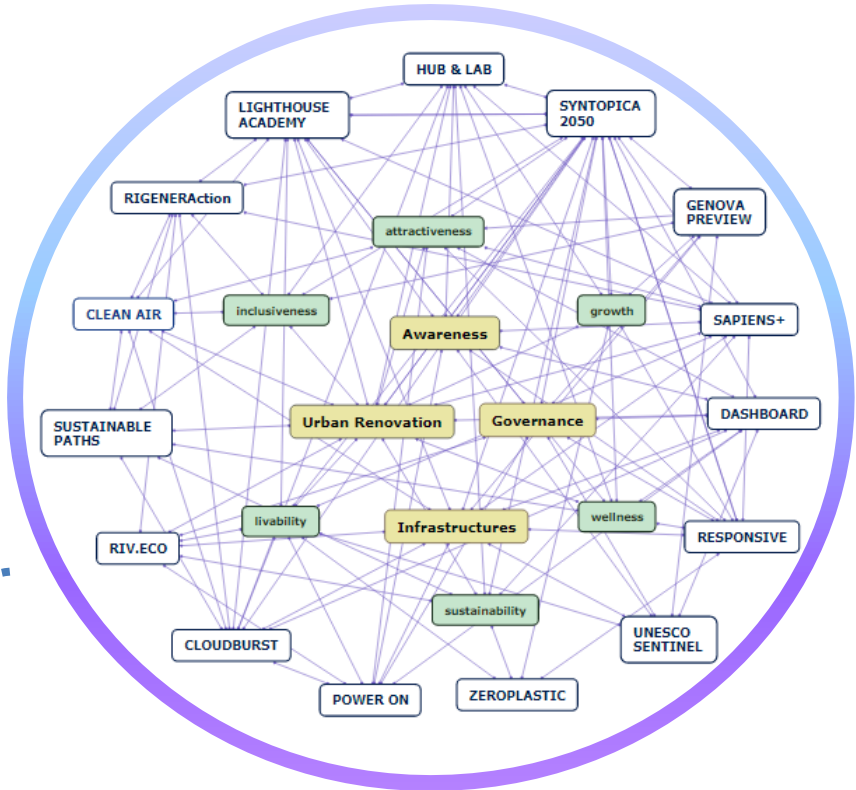 HUB & LAB
LIGHTHOUSE
ACADEMY
SYNTOPICA
2050
RIGENERAction
GENOVA
PREVIEW
attractiveness
CLEAN AIR
inclusiveness
growth
SAPIENS+
Awareness
SUSTAINABLE
PATHS
Urban Renovation
Governance
DASHBOARD
livability
Infrastructures
wellness
RIV.ECO
RESPONSIVE
sustainability
CLOUDBURST
UNESCO
SENTINEL
POWER ON
ZEROPLASTIC